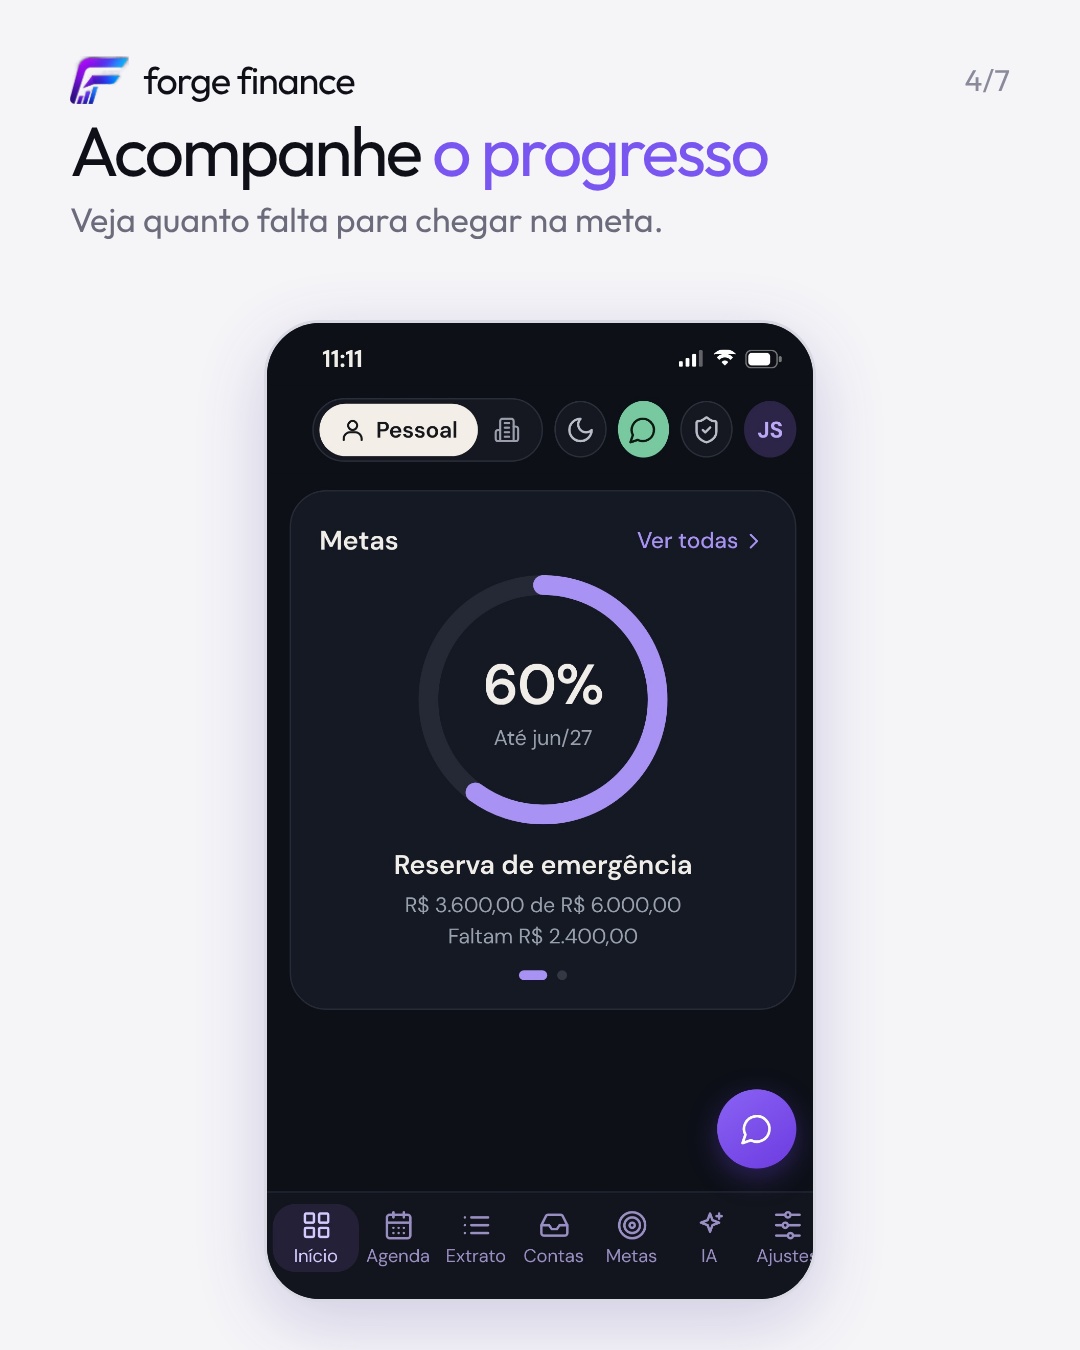 forge finance
4/7
Acompanhe o progresso
Veja quanto falta para chegar na meta.
11:11
Pessoal
JS
Metas
Ver todas
60%
Até jun/27
Reserva de emergência
R$ 3.600,00 de R$ 6.000,00
Faltam R$ 2.400,00
Início Agenda Extrato Contas Metas IA Ajustes